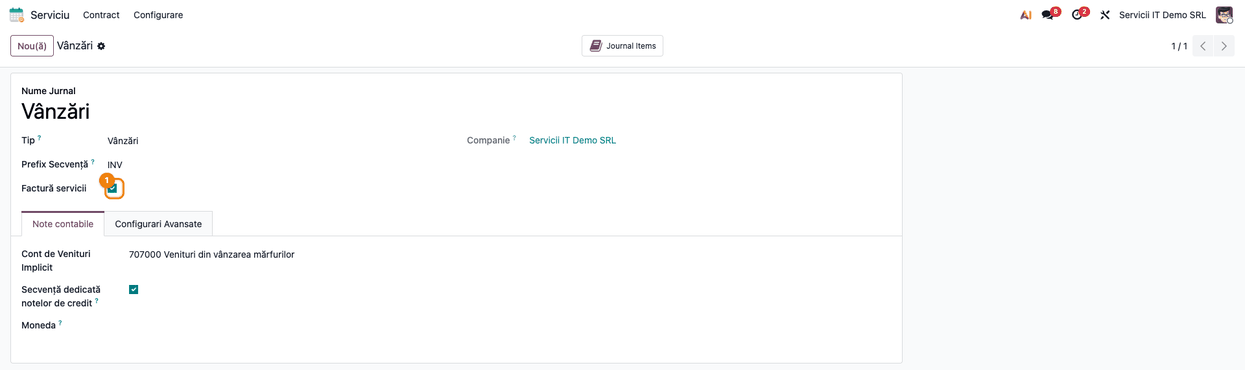 Serviciu Contract Configurare
AI 8 2 Servicii IT Demo SRL
Nou(ă) Vânzări Journal Items 1 / 1
Nume Jurnal
Vânzări
Tip ? Vânzări Companie ? Servicii IT Demo SRL
Prefix Secvență ? INV
Factură servicii 1
Note contabile Configurari Avansate
Cont de Venituri
Implicit 707000 Venituri din vânzarea mărfurilor
Secvență dedicată
notelor de credit ?
Moneda ?